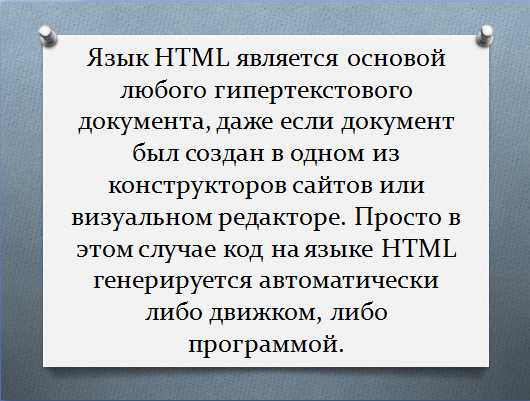 Язык HTML является основой
любого гипертекстового
документа, даже если документ
был создан в одном из
конструкторов сайтов или
визуальном редакторе. Просто в
этом случае код на языке HTML
генерируется автоматически
либо движком, либо
программой.